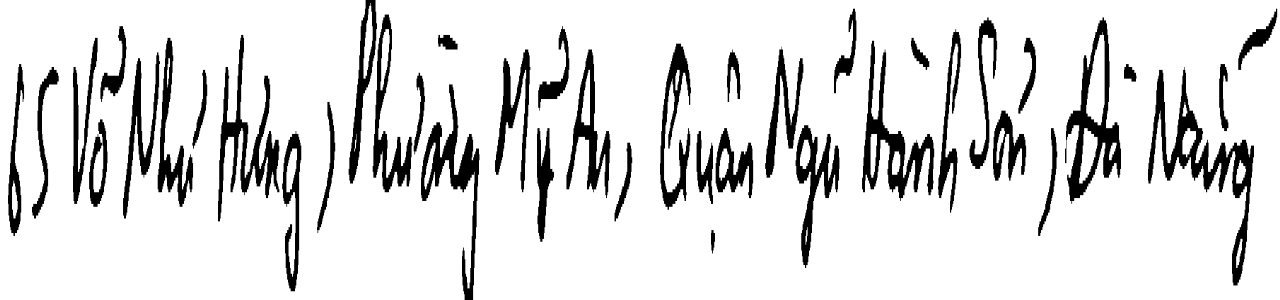 65 Võ Như Hưng, Phường Mỹ An, Quận Ngũ Hành Sơn, Đà Nẵng